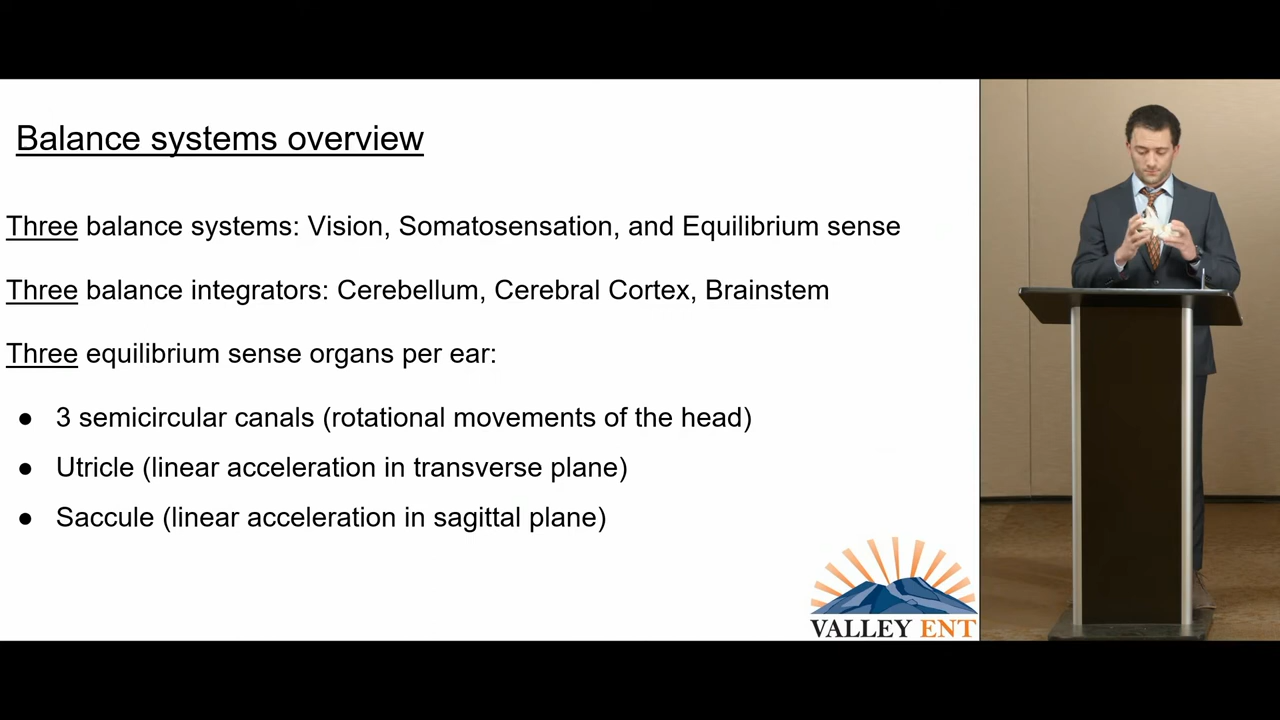 Balance systems overview
Three balance systems: Vision, Somatosensation, and Equilibrium sense
Three balance integrators: Cerebellum, Cerebral Cortex, Brainstem
Three equilibrium sense organs per ear:
● 3 semicircular canals (rotational movements of the head)
● Utricle (linear acceleration in transverse plane)
● Saccule (linear acceleration in sagittal plane)
VALLEY ENT